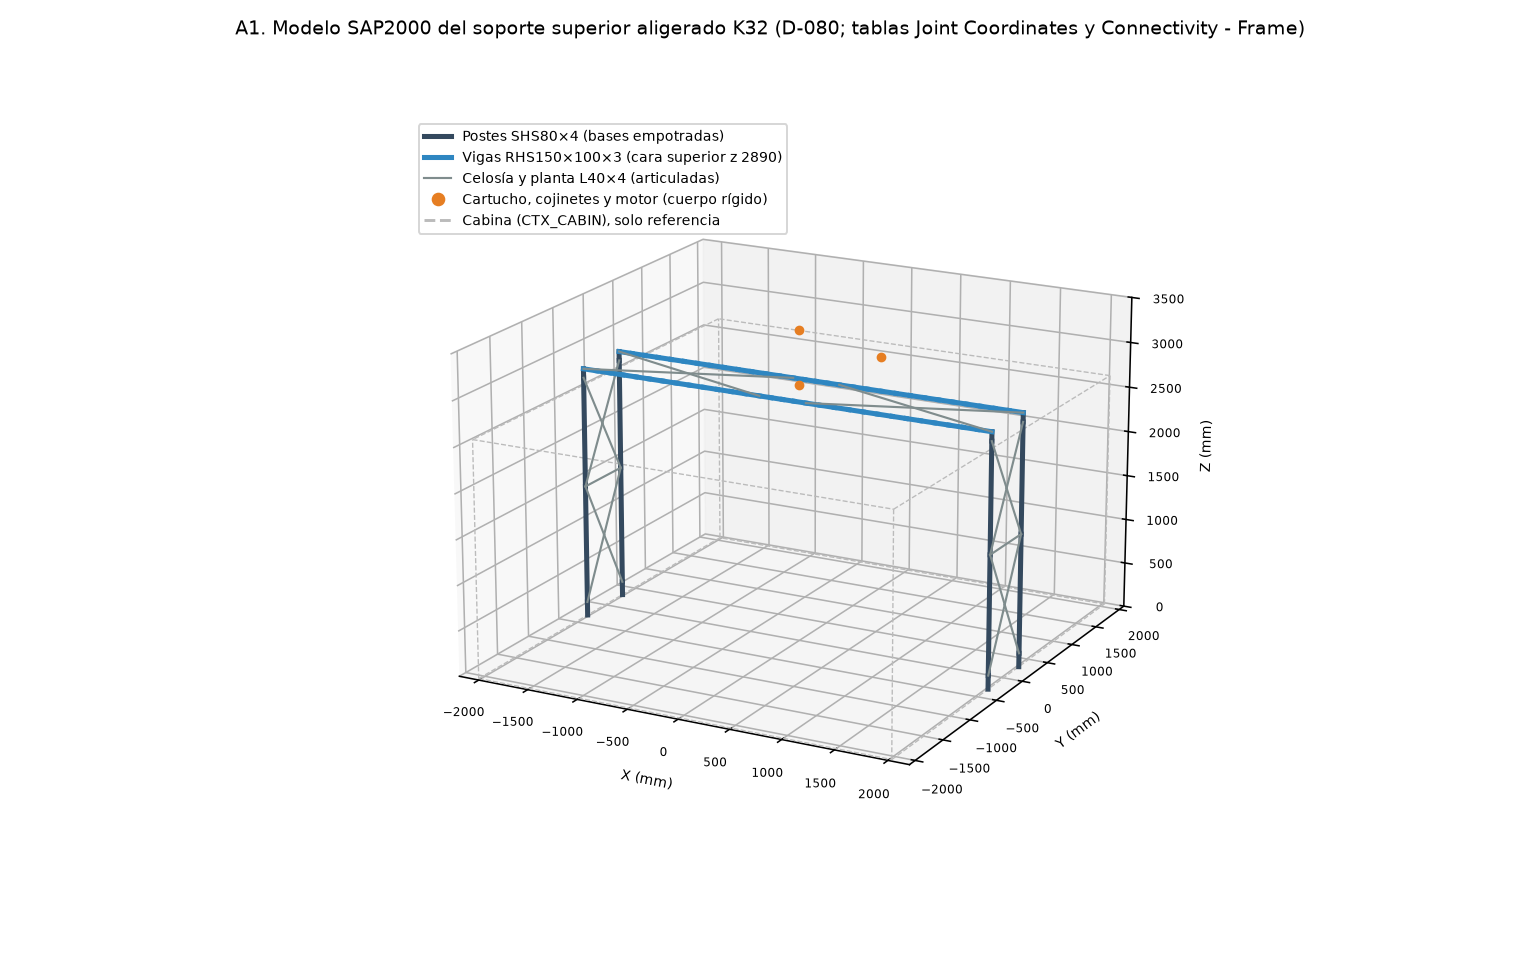 A1. Modelo SAP2000 del soporte superior aligerado K32 (D-080; tablas Joint Coordinates y Connectivity - Frame)
Postes SHS80×4 (bases empotradas)
Vigas RHS150×100×3 (cara superior z 2890)
Celosía y planta L40×4 (articuladas)
Cartucho, cojinetes y motor (cuerpo rígido)
Cabina (CTX_CABIN), solo referencia
3500
3000
2500
2000
1500
1000
500
0
Z (mm)
2000
1500
1000
500
0
−500
−1000
−1500
−2000
Y (mm)
−2000
−1500
−1000
−500
0
500
1000
1500
2000
X (mm)